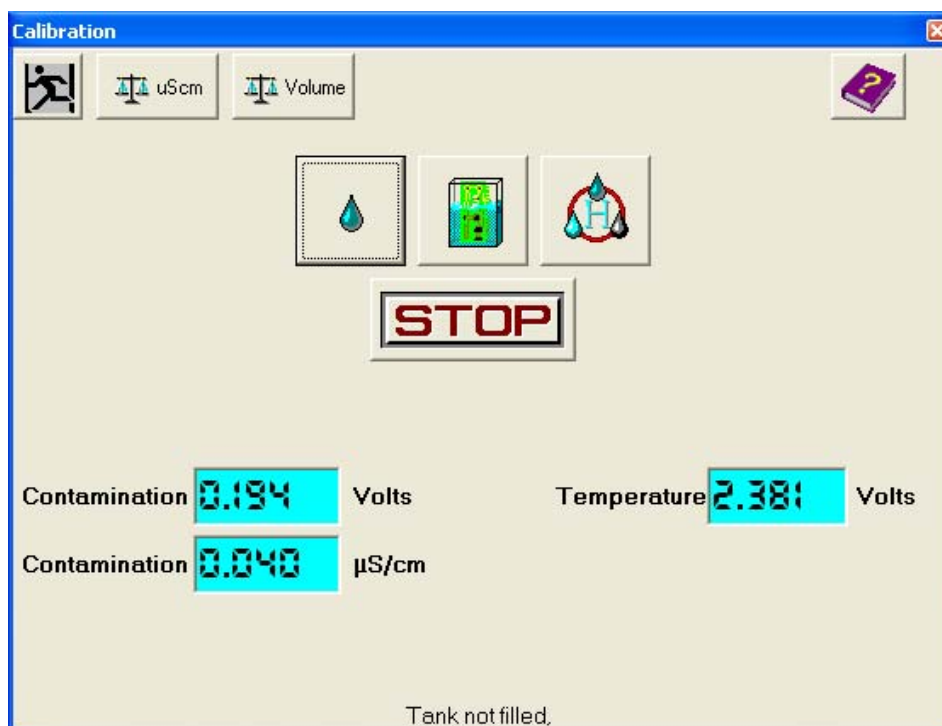 Calibration
uScm
Volume
?
H
STOP
Contamination 0.194 Volts
Temperature 2.381 Volts
Contamination 0.040 µS/cm
Tank not filled,